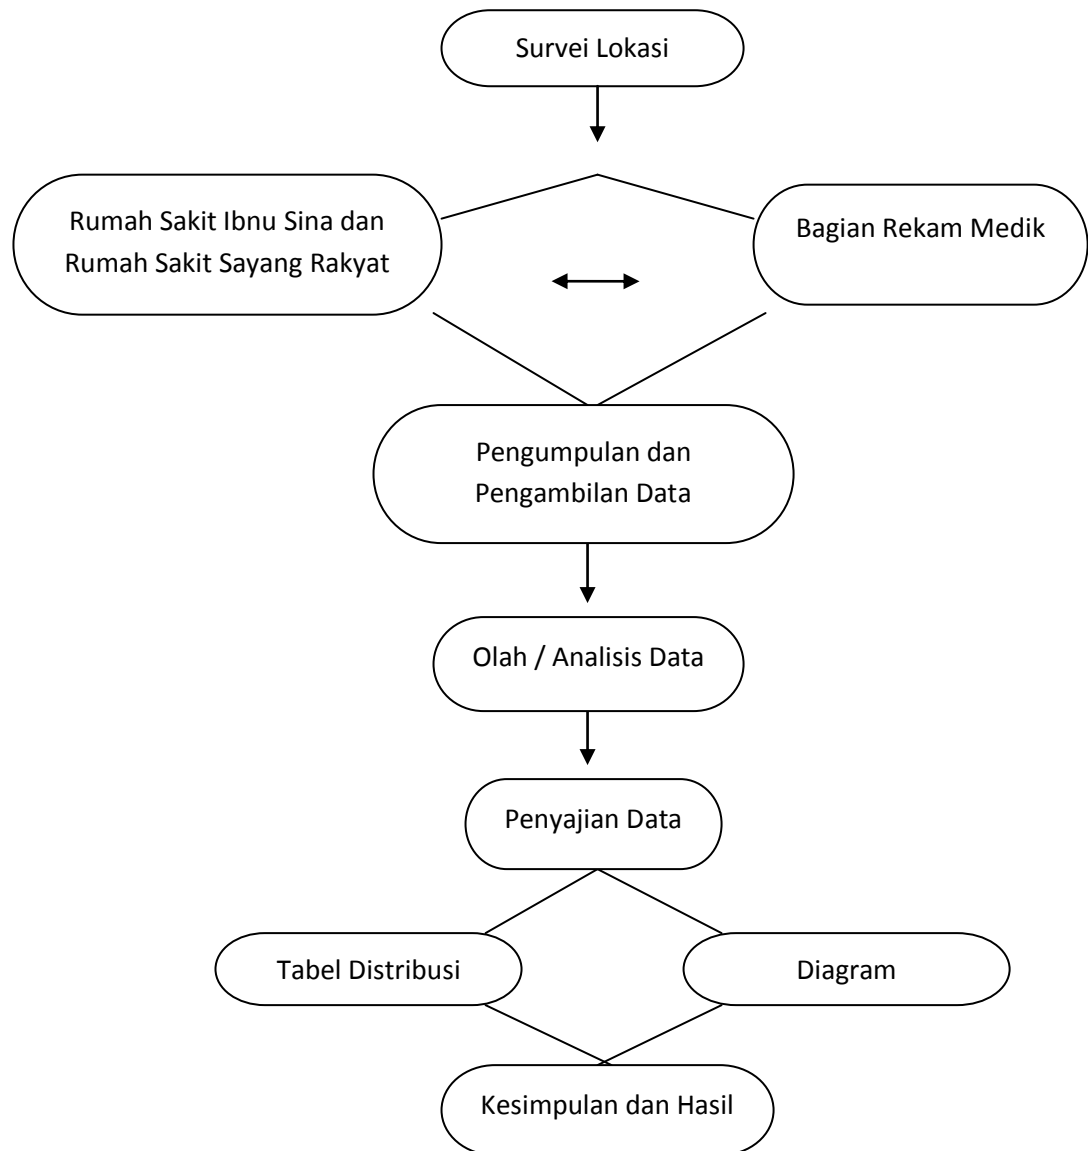 Survei Lokasi
Rumah Sakit Ibnu Sina dan
Rumah Sakit Sayang Rakyat
Bagian Rekam Medik
Pengumpulan dan
Pengambilan Data
Olah / Analisis Data
Penyajian Data
Tabel Distribusi
Diagram
Kesimpulan dan Hasil